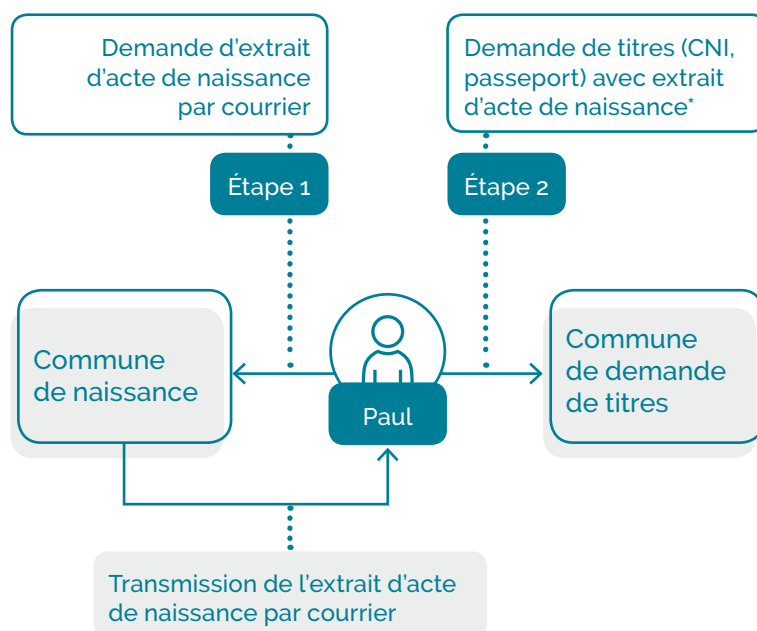 Demande d'extrait
d'acte de naissance
par courrier
Demande de titres (CNI,
passeport) avec extrait
d'acte de naissance*
Étape 1
Étape 2
Commune
de naissance
Paul
Commune
de demande
de titres
Transmission de l'extrait d'acte
de naissance par courrier